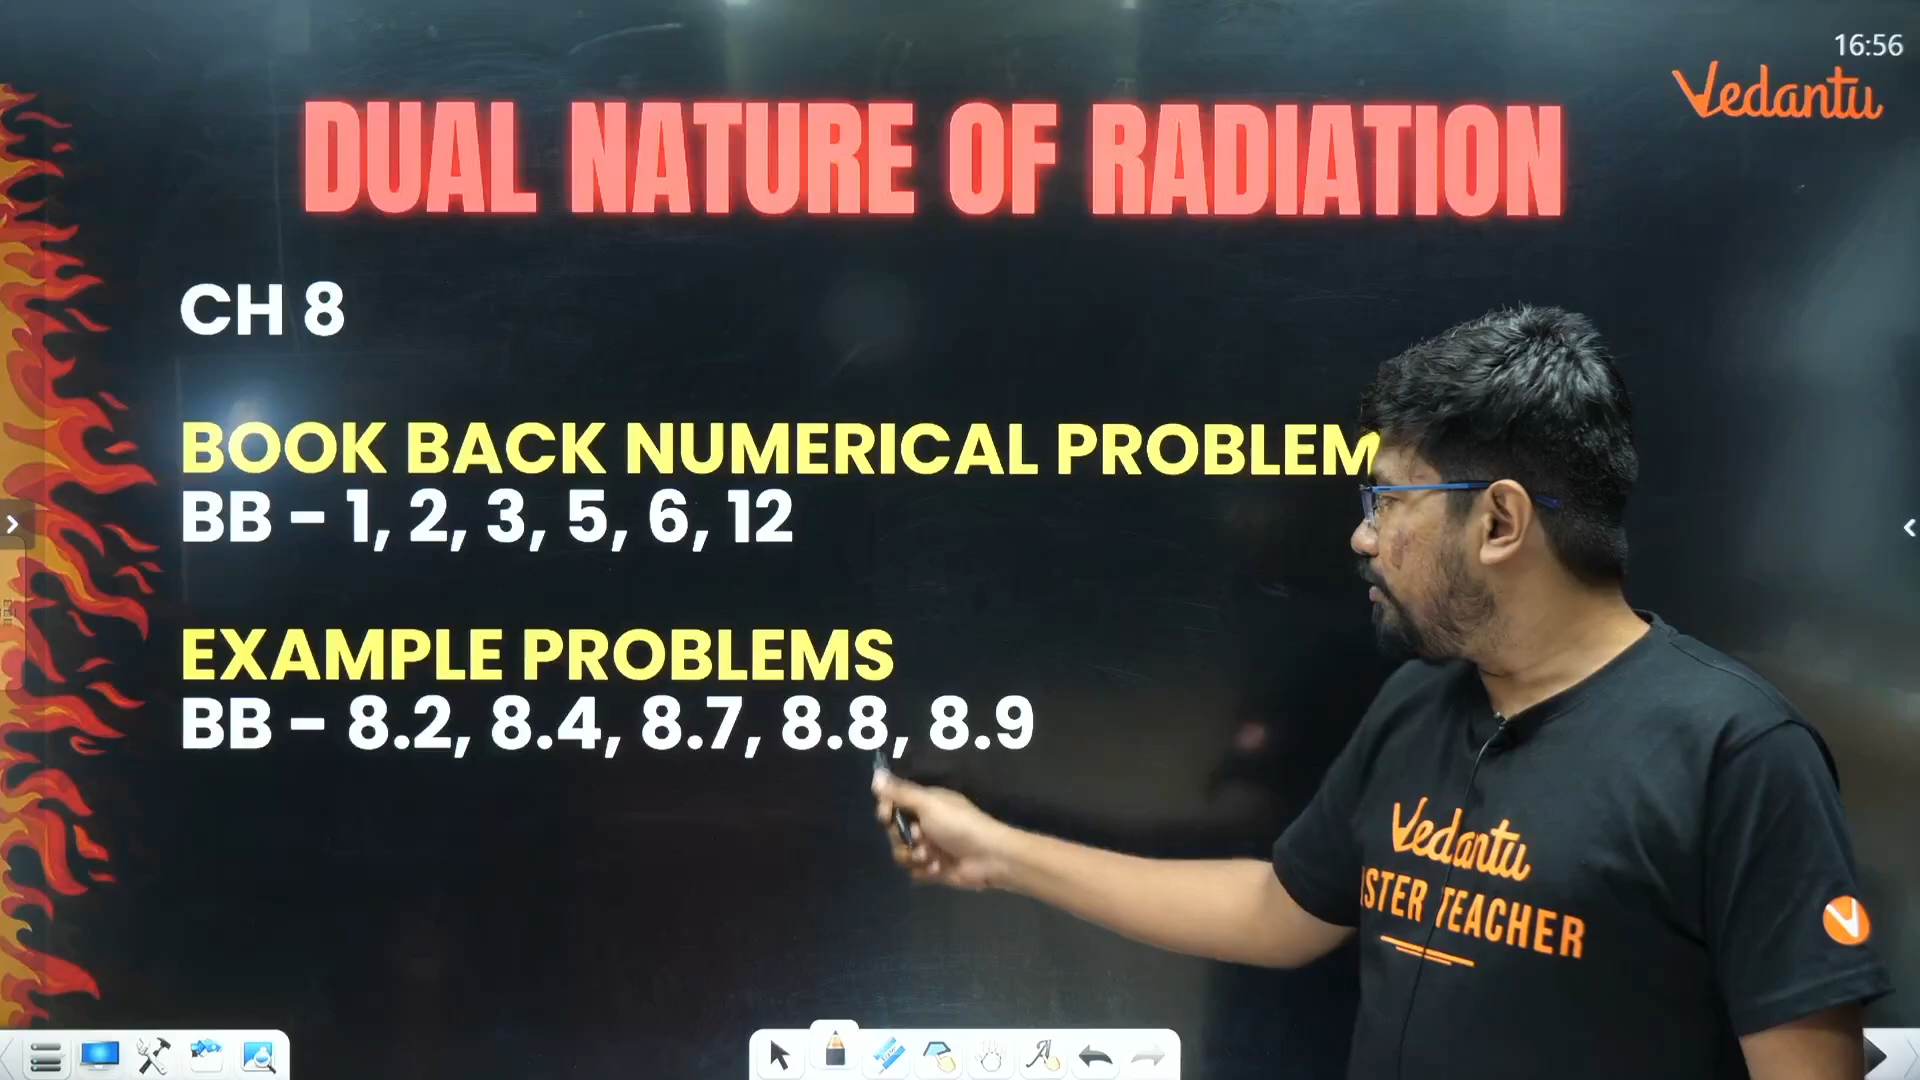 16:56
Vedantu
DUAL NATURE OF RADIATION
CH 8
BOOK BACK NUMERICAL PROBLEM
BB – 1, 2, 3, 5, 6, 12
EXAMPLE PROBLEMS
BB – 8.2, 8.4, 8.7, 8.8, 8.9
Vedantu
STER TEACHER